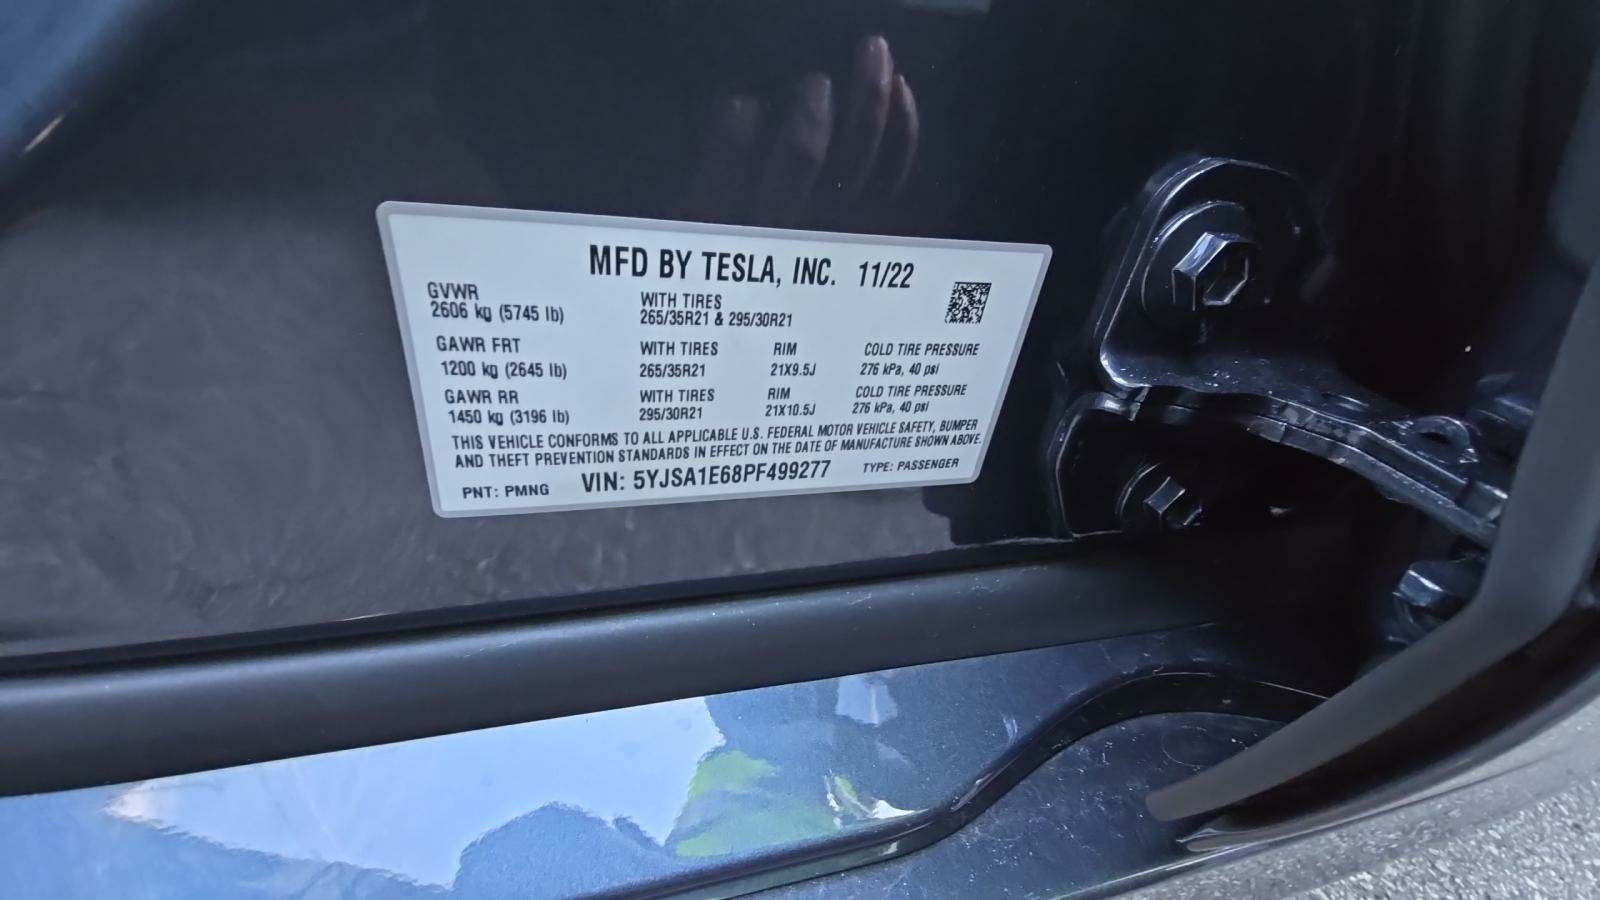 MFD BY TESLA, INC. 11/22
GVWR
2606 kg (5745 lb)
WITH TIRES
265/35R21 & 295/30R21
GAWR FRT WITH TIRES RIM COLD TIRE PRESSURE
1200 kg (2645 lb) 265/35R21 21X9.5J 276 kPa, 40 psi
GAWR RR WITH TIRES RIM COLD TIRE PRESSURE
1450 kg (3196 lb) 295/30R21 21X10.5J 276 kPa, 40 psi
THIS VEHICLE CONFORMS TO ALL APPLICABLE U.S. FEDERAL MOTOR VEHICLE SAFETY, BUMPER
AND THEFT PREVENTION STANDARDS IN EFFECT ON THE DATE OF MANUFACTURE SHOWN ABOVE.
PNT: PMNG VIN: 5YJSA1E68PF499277 TYPE: PASSENGER